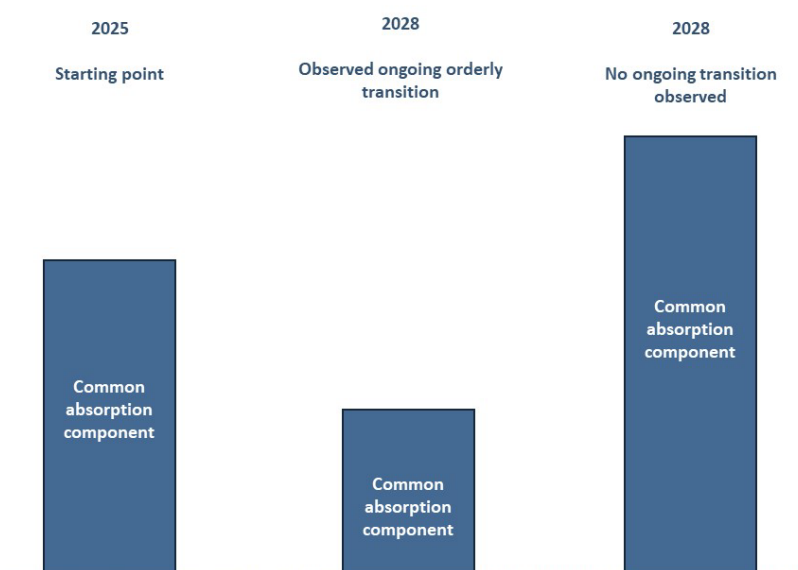 2025
Starting point
2028
Observed ongoing orderly
transition
2028
No ongoing transition
observed
Common
absorption
component
Common
absorption
component
Common
absorption
component